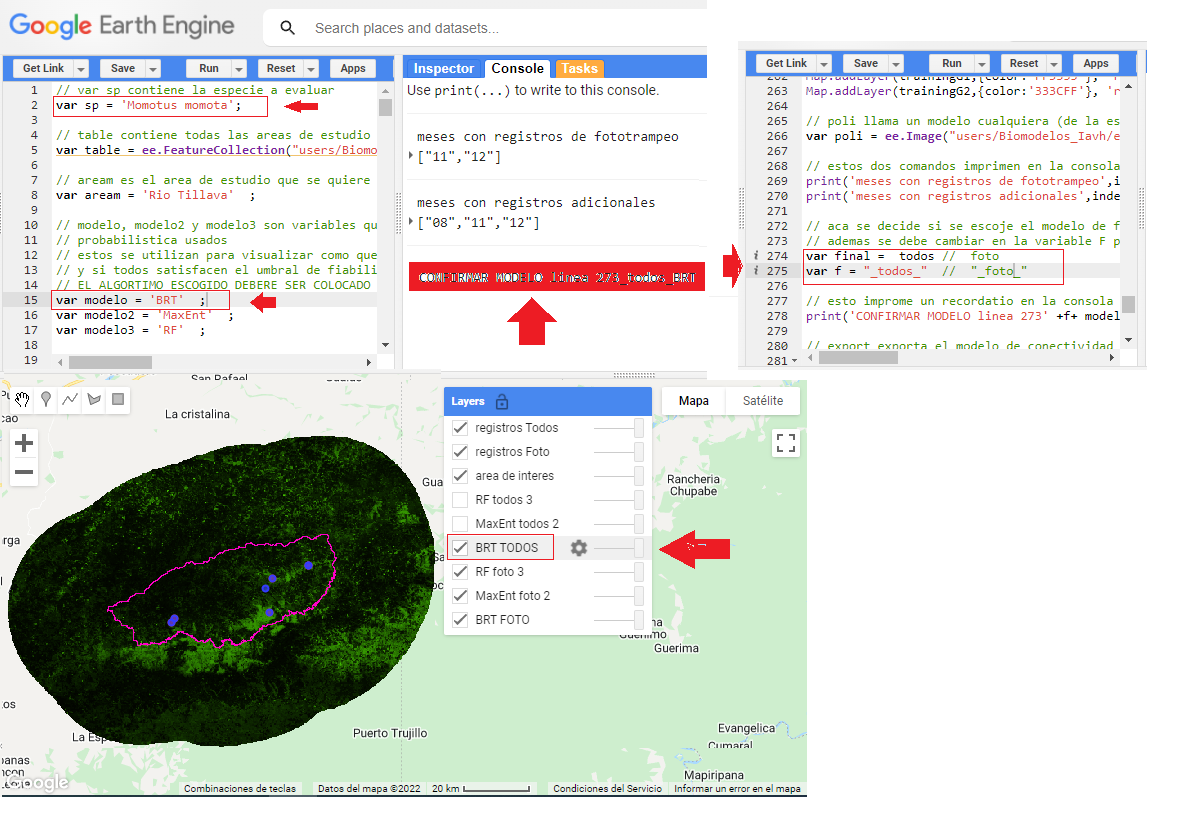 Google Earth Engine
Search places and datasets...
Get Link
Save
Run
Reset
Apps
1 // var sp contiene la especie a evaluar
2 var sp = 'Momotus momota';
3
4 // table contiene todas las areas de estudio
5 var table = ee.FeatureCollection("users/Biomo
6
7 // aream es el area de estudio que se quiere
8 var aream = 'Rio Tillava' ;
9
10 // modelo, modelo2 y modelo3 son variables qu
11 // probabilistica usados
12 // estos se utilizan para visualizar como que
13 // y si todos satisfacen el umbral de fiabili
14 // EL ALGORTIMO ESCOGIDO DEBERE SER COLOCADO
15 var modelo = 'BRT' ;
16 var modelo2 = 'MaxEnt' ;
17 var modelo3 = 'RF' ;
18
19
Inspector
Console
Tasks
Use print(...) to write to this console.
meses con registros de fototrampeo
["11","12"]
meses con registros adicionales
["08","11","12"]
CONFIRMAR MODELO linea 273_todos_BRT
Get Link
Save
Run
Reset
Apps
262 Map.addLayer(trainingG2,{color:'FF3333'}, 'r
263 Map.addLayer(trainingG2,{color:'333CFF'}, 'r
264
265 // poli llama un modelo cualquiera (de la es
266 var poli = ee.Image("users/Biomodelos_Iavh/e
267
268 // estos dos comandos imprimen en la consola
269 print('meses con registros de fototrampeo',i
270 print('meses con registros adicionales',inde
271
272 // aca se decide si se escoje el modelo de f
273 // ademas se debe cambiar en la variable F p
i 274 var final = todos // foto
i 275 var f = "_todos_" // "_foto_"
276
277 // esto improme un recordatio en la consola
278 print('CONFIRMAR MODELO linea 273' +f+ model
279
280 // export exporta el modelo de conectividad
281
San Rafael
La cristalina
Layers
registros Todos
registros Foto
area de interes
RF todos 3
MaxEnt todos 2
BRT TODOS
RF foto 3
MaxEnt foto 2
BRT FOTO
Mapa
Satélite
Rancheria
Chupabe
Guerima
Puerto Trujillo
Evangelica
Cumaral
Mapiripana
La Esp
Google
Combinaciones de teclas
Datos del mapa ©2022
20 km
Condiciones del Servicio
Informar un error en el mapa